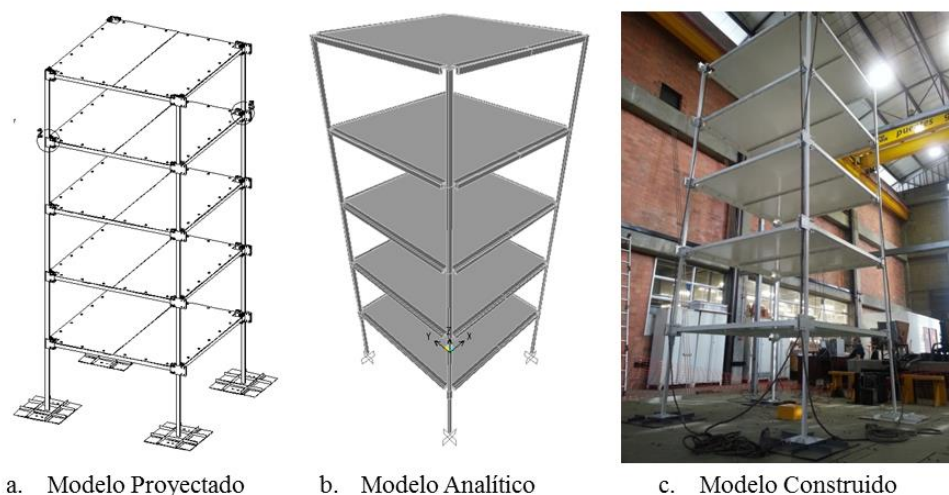 Z
Y
X
a. Modelo Proyectado
b. Modelo Analítico
c. Modelo Construido